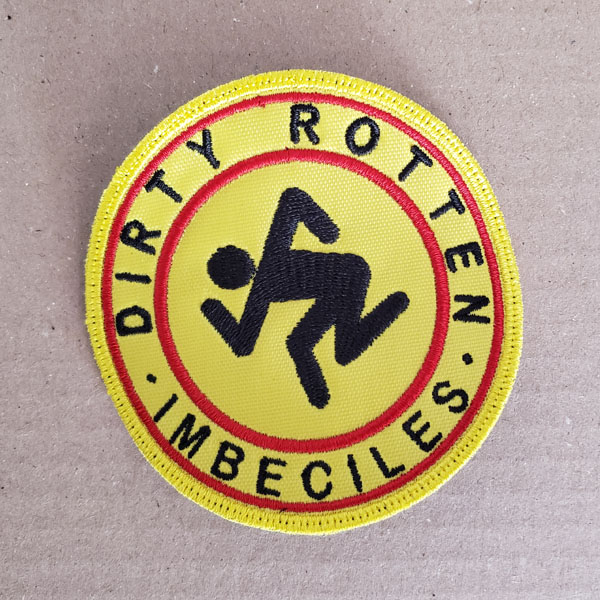 DIRTY ROTTEN
· IMBECILES ·